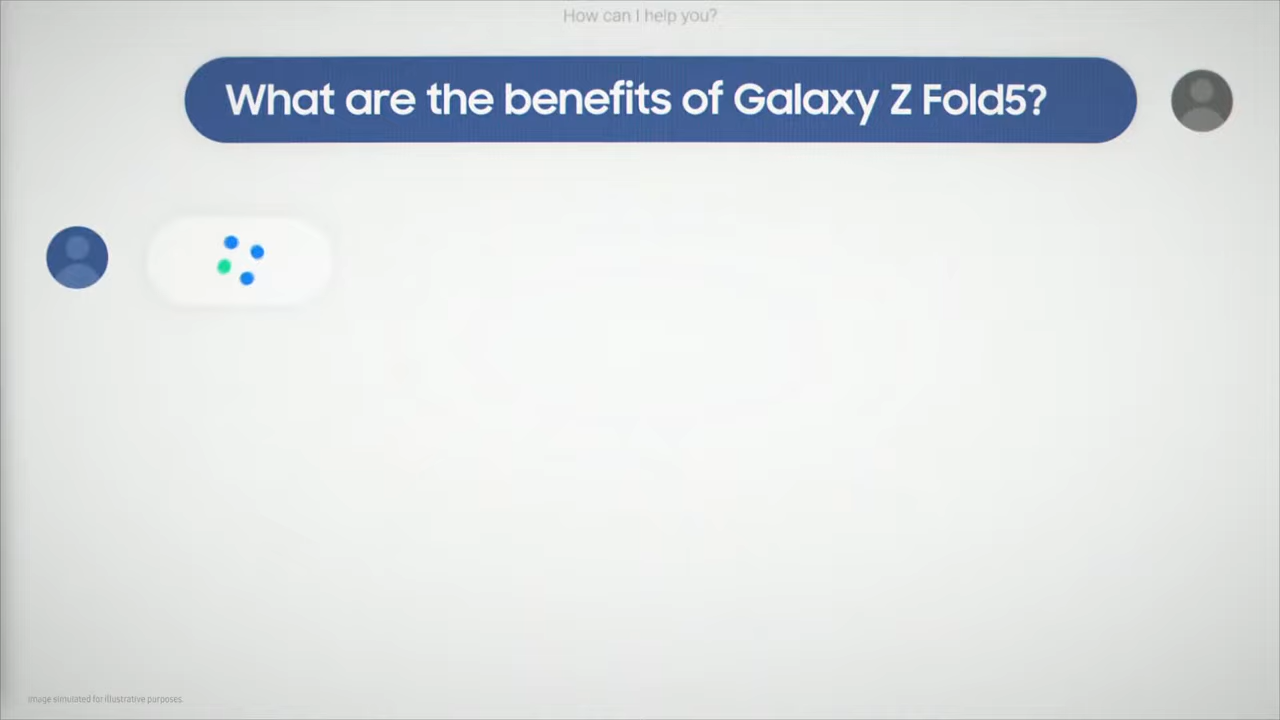 How can I help you?
What are the benefits of Galaxy Z Fold5?
Image simulated for illustrative purposes.